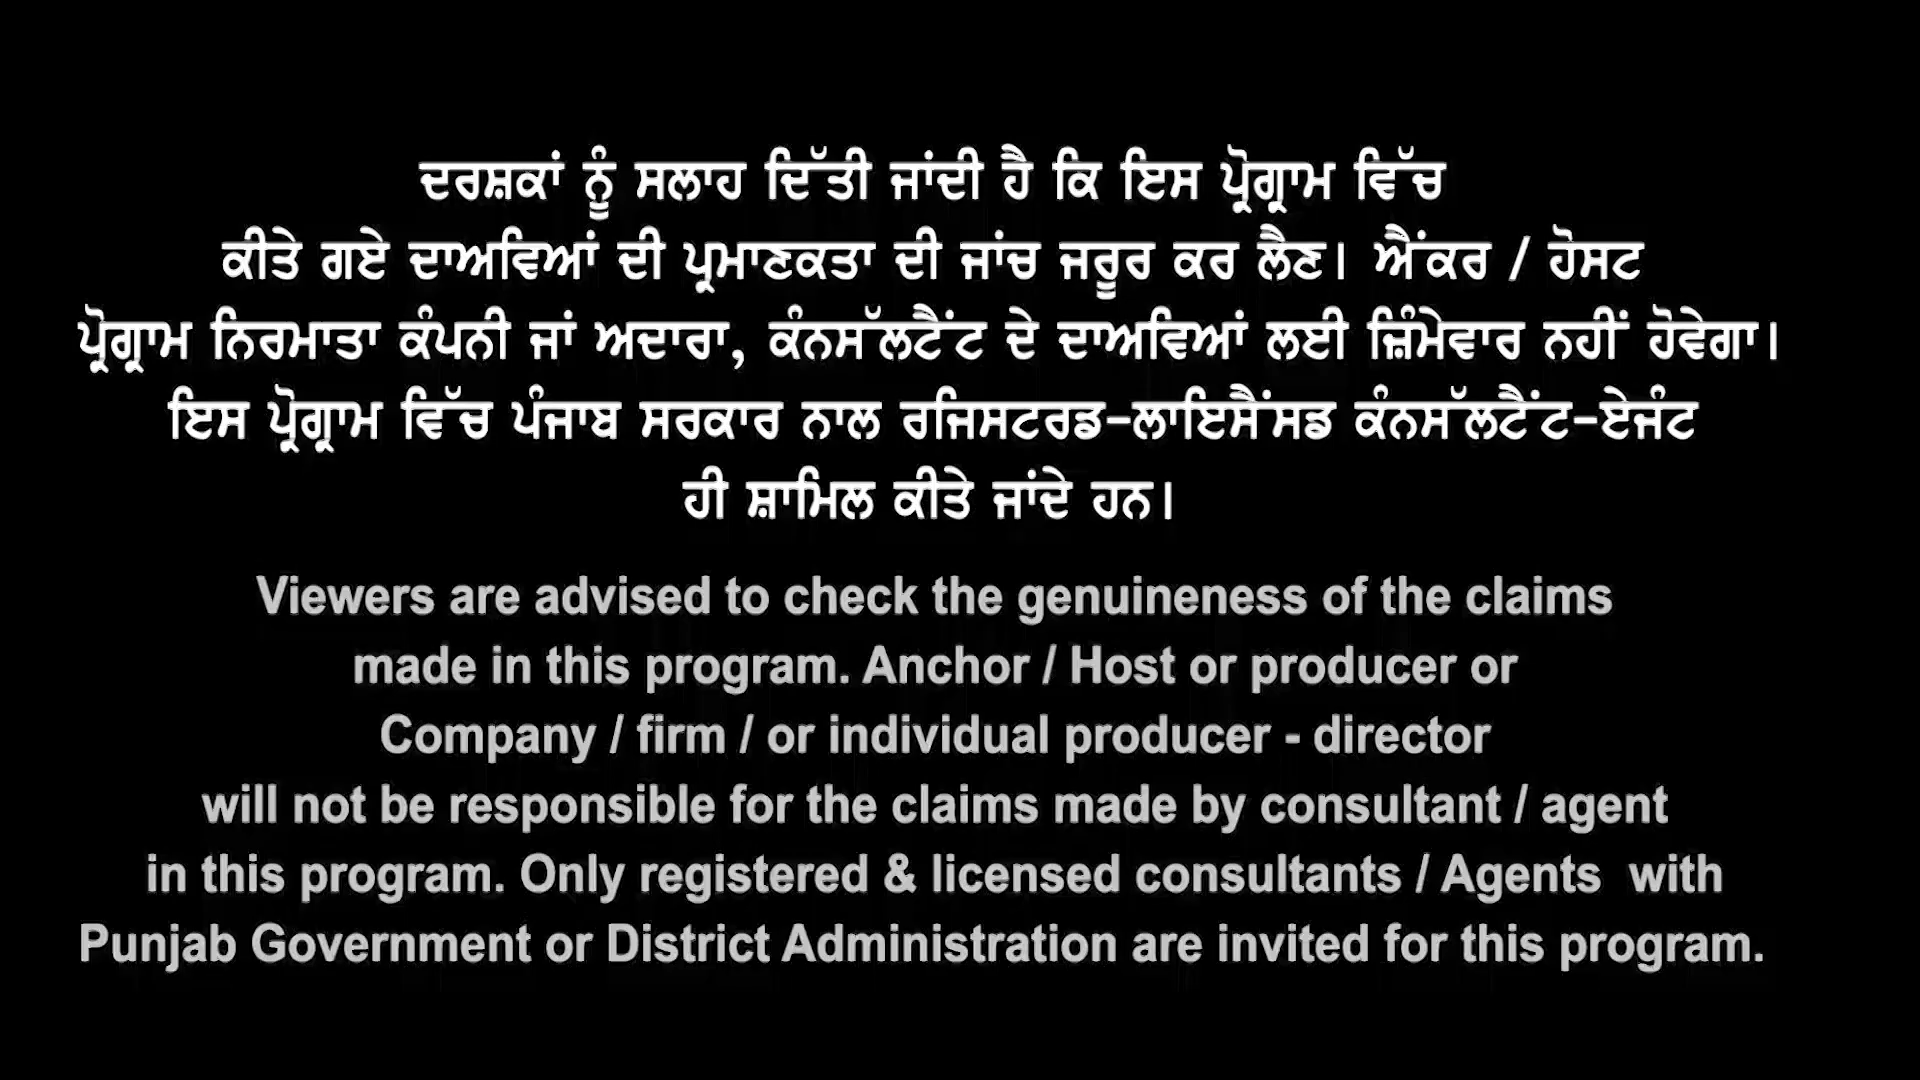 ਦਰਸ਼ਕਾਂ ਨੂੰ ਸਲਾਹ ਦਿੱਤੀ ਜਾਂਦੀ ਹੈ ਕਿ ਇਸ ਪ੍ਰੋਗ੍ਰਾਮ ਵਿੱਚ
ਕੀਤੇ ਗਏ ਦਾਅਵਿਆਂ ਦੀ ਪ੍ਰਮਾਣਕਤਾ ਦੀ ਜਾਂਚ ਜਰੂਰ ਕਰ ਲੈਣ। ਐਂਕਰ / ਹੋਸਟ
ਪ੍ਰੋਗ੍ਰਾਮ ਨਿਰਮਾਤਾ ਕੰਪਨੀ ਜਾਂ ਅਦਾਰਾ, ਕੰਨਸੱਲਟੈਂਟ ਦੇ ਦਾਅਵਿਆਂ ਲਈ ਜ਼ਿੰਮੇਵਾਰ ਨਹੀਂ ਹੋਵੇਗਾ।
ਇਸ ਪ੍ਰੋਗ੍ਰਾਮ ਵਿੱਚ ਪੰਜਾਬ ਸਰਕਾਰ ਨਾਲ ਰਜਿਸਟਰਡ-ਲਾਇਸੈਂਸਡ ਕੰਨਸੱਲਟੈਂਟ-ਏਜੰਟ
ਹੀ ਸ਼ਾਮਿਲ ਕੀਤੇ ਜਾਂਦੇ ਹਨ।
Viewers are advised to check the genuineness of the claims
made in this program. Anchor / Host or producer or
Company / firm / or individual producer - director
will not be responsible for the claims made by consultant / agent
in this program. Only registered & licensed consultants / Agents  with
Punjab Government or District Administration are invited for this program.